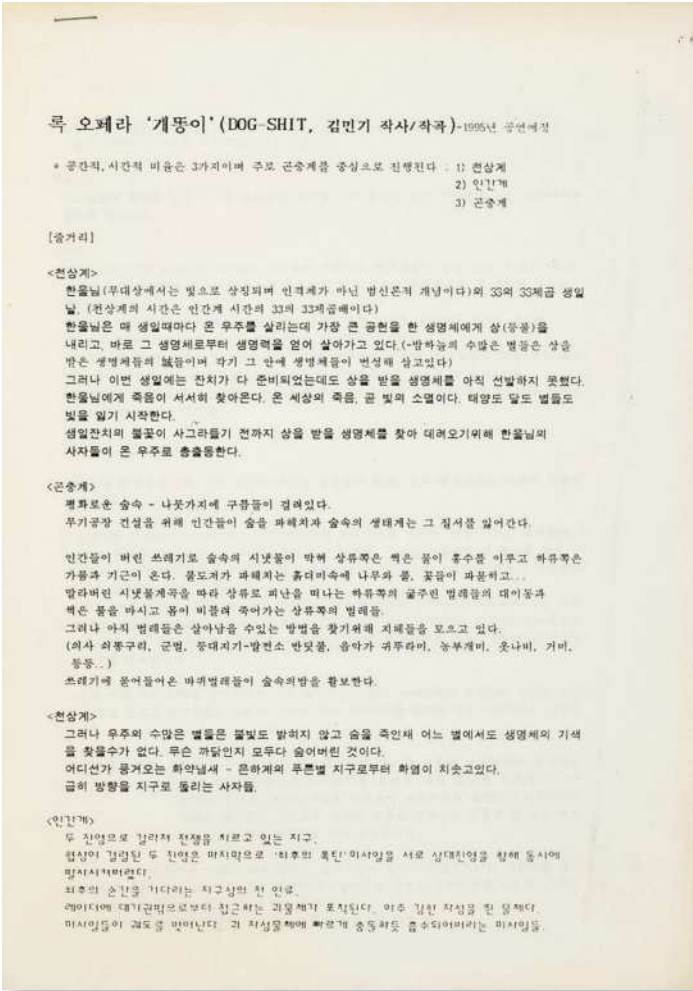 록 오페라 '개똥이'(DOG-SHIT, 김민기 작사/작곡)-1995년 공연예정
* 공간적,시간적 비율은 3가지이며 주로 곤충계를 중심으로 진행된다 : 1) 천상계
2) 인간계
3) 곤충계
[줄거리]
<천상계>
한울님(무대상에서는 빛으로 상징되며 인격체가 아닌 범신론적 개념이다)의 33의 33제곱 생일
날. (천상계의 시간은 인간계 시간의 33의 33제곱배이다)
한울님은 매 생일때마다 온 우주를 살리는데 가장 큰 공헌을 한 생명체에게 상(등불)을
내리고, 바로 그 생명체로부터 생명력을 얻어 살아가고 있다.(-밤하늘의 수많은 별들은 상을
받은 생명체들의 城들이며 각기 그 안에 생명체들이 번성해 살고있다)
그러나 이번 생일에는 잔치가 다 준비되었는데도 상을 받을 생명체를 아직 선발하지 못했다.
한울님에게 죽음이 서서히 찾아온다. 온 세상의 죽음, 곧 빛의 소멸이다. 태양도 달도 별들도
빛을 잃기 시작한다.
생일잔치의 불꽃이 사그라들기 전까지 상을 받을 생명체를 찾아 데려오기위해 한울님의
사자들이 온 우주로 총출동한다.
<곤충계>
평화로운 숲속 - 나뭇가지에 구름들이 걸려있다.
무기공장 건설을 위해 인간들이 숲을 파헤치자 숲속의 생태계는 그 질서를 잃어간다.
인간들이 버린 쓰레기로 숲속의 시냇물이 막혀 상류쪽은 썩은 물이 홍수를 이루고 하류쪽은
가뭄과 기근이 온다. 불도저가 파헤치는 흙더미속에 나무와 풀, 꽃들이 파묻히고...
말라버린 시냇물계곡을 따라 상류로 피난을 떠나는 하류쪽의 굶주린 벌레들의 대이동과
썩은 물을 마시고 몸이 비틀려 죽어가는 상류쪽의 벌레들.
그러나 아직 벌레들은 살아남을 수있는 방법을 찾기위해 지혜들을 모으고 있다.
(의사 쇠똥구리, 군벌, 등대지기-발전소 반딧불, 음악가 귀뚜라미, 농부개미, 옷나비, 거미,
등등..)
쓰레기에 묻어들어온 바퀴벌레들이 숲속의밤을 활보한다.
<천상계>
그러나 우주의 수많은 별들은 불빛도 밝히지 않고 숨을 죽인채 어느 별에서도 생명체의 기색
을 찾을수가 없다. 무슨 까닭인지 모두다 숨어버린 것이다.
어디선가 풍겨오는 화약냄새 - 은하계의 푸른별 지구로부터 화염이 치솟고있다.
급히 방향을 지구로 돌리는 사자들.
<인간계>
두 진영으로 갈라져 전쟁을 치르고 있는 지구.
협상이 결렬된 두 진영은 마지막으로 '최후의 폭탄'미사일을 서로 상대진영을 향해 동시에
발사시켜버렸다.
최후의 순간을 기다리는 지구상의 전 인류.
레이더에 대기권밖으로부터 접근하는 괴물체가 포착된다. 아주 강한 자성을 띤 물체다.
미사일들이 궤도를 벗어난다. 괴 자성물체에 빠르게 충돌하듯 흡수되어버리는 미사일들.